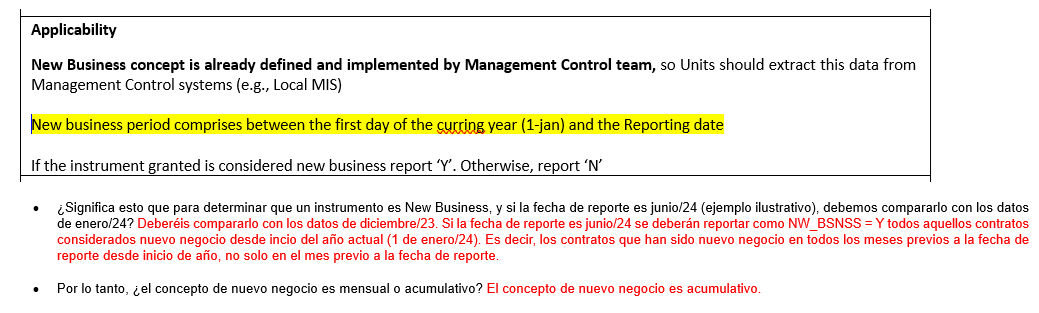 Applicability
New Business concept is already defined and implemented by Management Control team, so Units should extract this data from
Management Control systems (e.g., Local MIS)
New business period comprises between the first day of the curring year (1-jan) and the Reporting date
If the instrument granted is considered new business report ‘Y’. Otherwise, report ‘N’
• ¿Significa esto que para determinar que un instrumento es New Business, y si la fecha de reporte es junio/24 (ejemplo ilustrativo), debemos compararlo con los datos
de enero/24? Deberéis compararlo con los datos de diciembre/23. Si la fecha de reporte es junio/24 se deberán reportar como NW_BSNSS = Y todos aquellos contratos
considerados nuevo negocio desde incio del año actual (1 de enero/24). Es decir, los contratos que han sido nuevo negocio en todos los meses previos a la fecha de
reporte desde inicio de año, no solo en el mes previo a la fecha de reporte.
• Por lo tanto, ¿el concepto de nuevo negocio es mensual o acumulativo? El concepto de nuevo negocio es acumulativo.